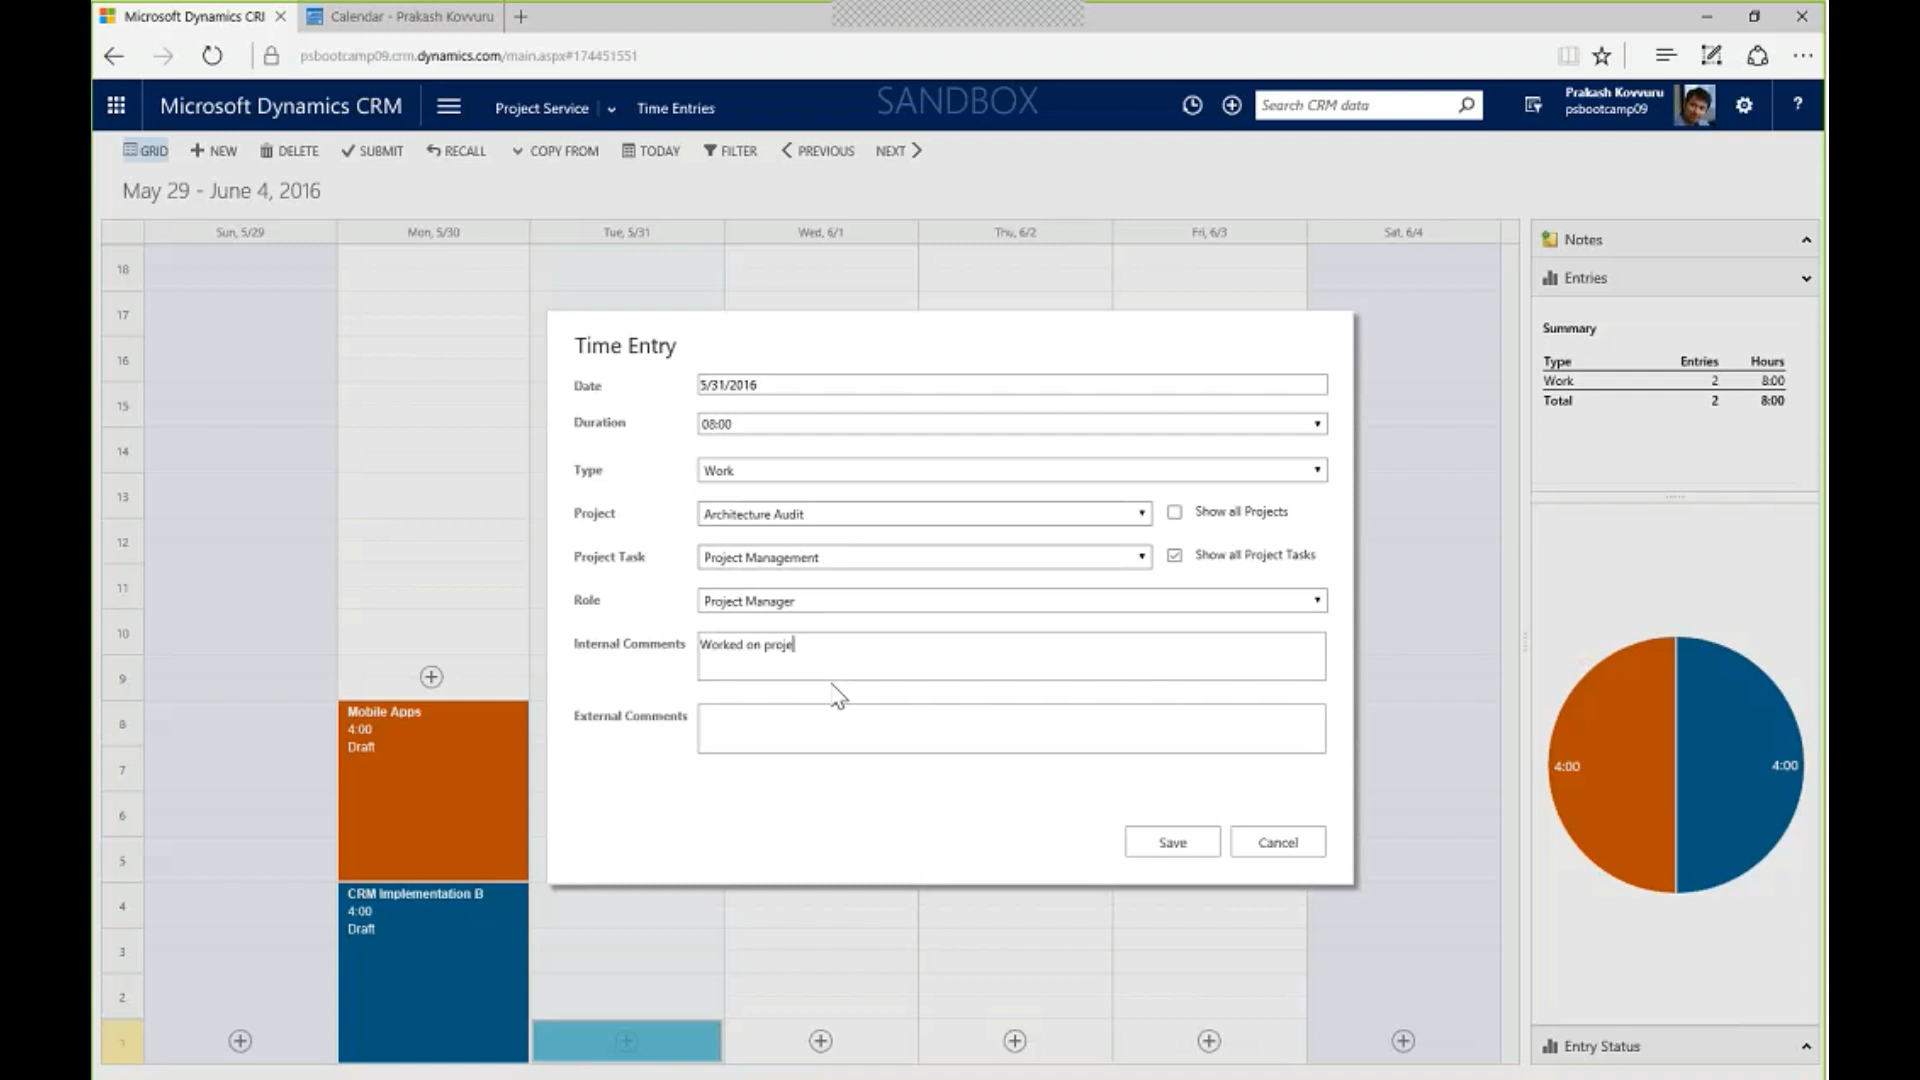 Microsoft Dynamics CRI
Calendar - Prakash Kovvuru
psbootcamp09.crm.dynamics.com/main.aspx#174451551
Microsoft Dynamics CRM
Project Service
Time Entries
SANDBOX
Search CRM data
Prakash Kovvuru
psbootcamp09
?
GRID
NEW
DELETE
SUBMIT
RECALL
COPY FROM
TODAY
FILTER
PREVIOUS
NEXT
May 29 - June 4, 2016
Sun, 5/29
Mon, 5/30
Tue, 5/31
Wed, 6/1
Thu, 6/2
Fri, 6/3
Sat, 6/4
18
17
16
15
14
13
12
11
10
9
8
7
6
5
4
3
2
1
Mobile Apps
4:00
Draft
CRM Implementation B
4:00
Draft
Time Entry
Date
5/31/2016
Duration
08:00
Type
Work
Project
Architecture Audit
Show all Projects
Project Task
Project Management
Show all Project Tasks
Role
Project Manager
Internal Comments
Worked on proje
External Comments
Save
Cancel
Notes
Entries
Summary
Type Entries Hours
Work 2 8:00
Total 2 8:00
4:00
4:00
Entry Status